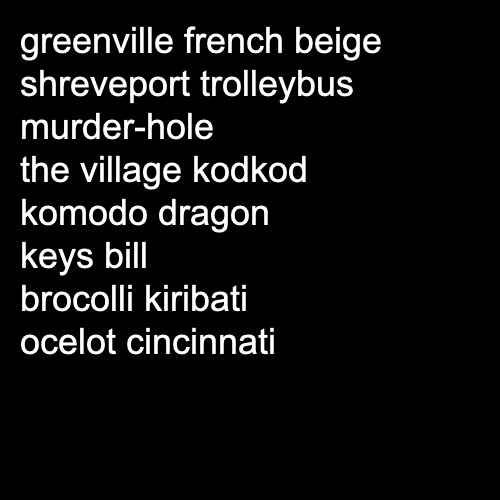 greenville french beige
shreveport trolleybus
murder-hole
the village kodkod
komodo dragon
keys bill
brocolli kiribati
ocelot cincinnati